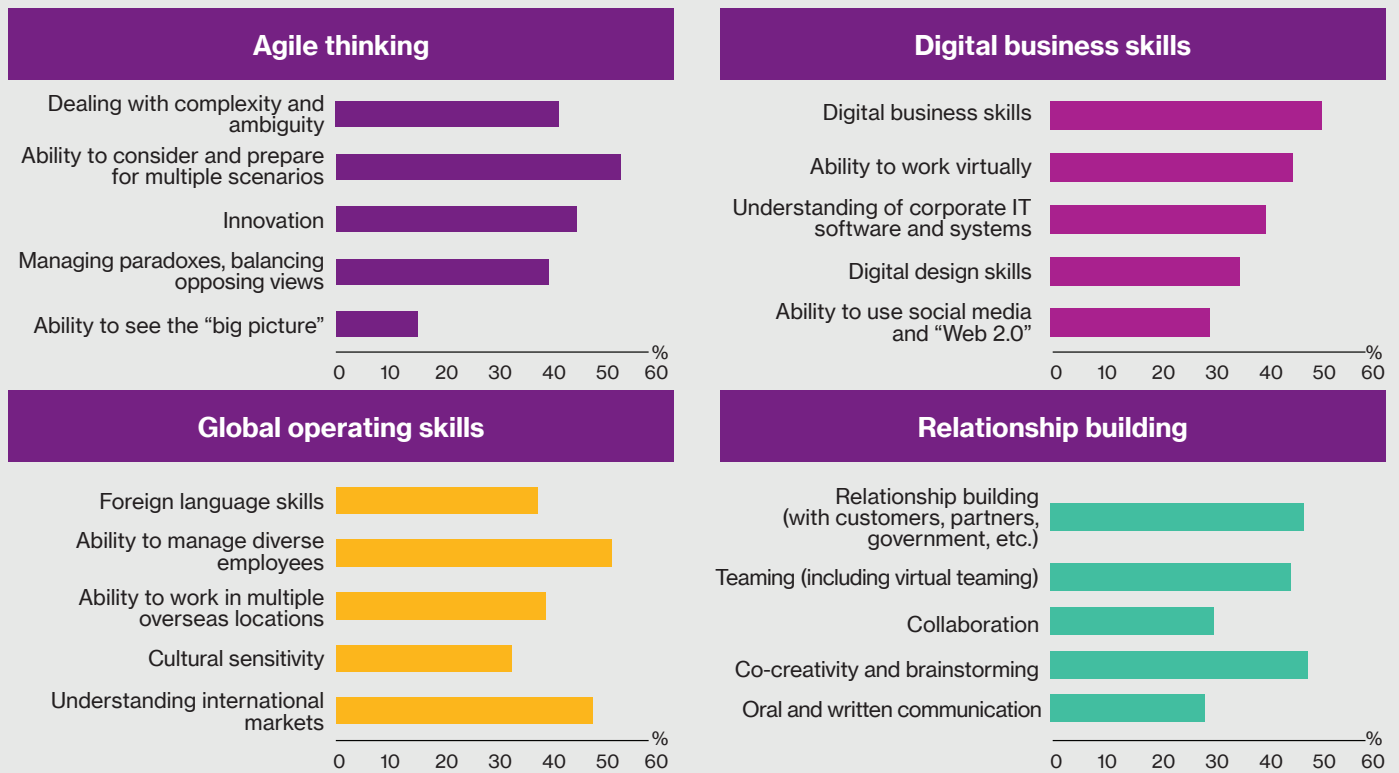 Agile thinking
Dealing with complexity and
ambiguity
Ability to consider and prepare
for multiple scenarios
Innovation
Managing paradoxes, balancing
opposing views
Ability to see the “big picture”
%
0 10 20 30 40 50 60
Digital business skills
Digital business skills
Ability to work virtually
Understanding of corporate IT
software and systems
Digital design skills
Ability to use social media
and “Web 2.0”
%
0 10 20 30 40 50 60
Global operating skills
Foreign language skills
Ability to manage diverse
employees
Ability to work in multiple
overseas locations
Cultural sensitivity
Understanding international
markets
%
0 10 20 30 40 50 60
Relationship building
Relationship building
(with customers, partners,
government, etc.)
Teaming (including virtual teaming)
Collaboration
Co-creativity and brainstorming
Oral and written communication
%
0 10 20 30 40 50 60